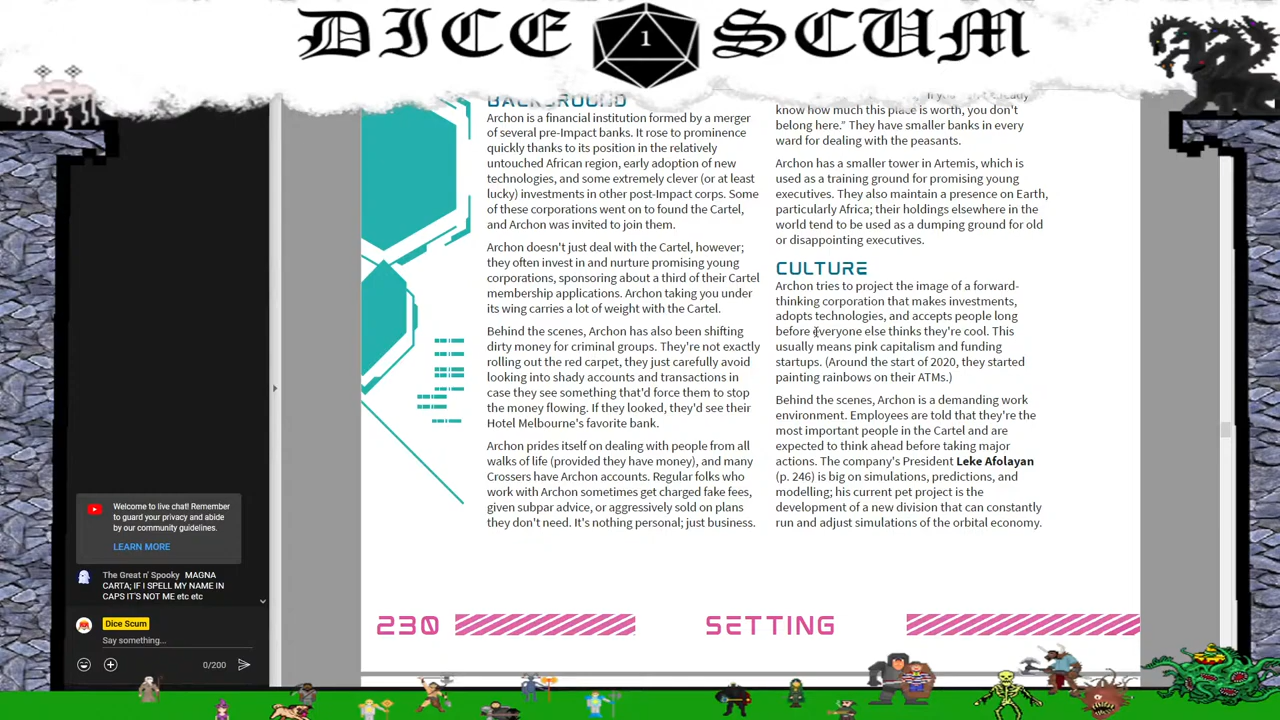 DICE SCUM
1
BACKGROUND
Archon is a financial institution formed by a merger
of several pre-Impact banks. It rose to prominence
quickly thanks to its position in the relatively
untouched African region, early adoption of new
technologies, and some extremely clever (or at least
lucky) investments in other post-Impact corps. Some
of these corporations went on to found the Cartel,
and Archon was invited to join them.
Archon doesn't just deal with the Cartel, however;
they often invest in and nurture promising young
corporations, sponsoring about a third of their Cartel
membership applications. Archon taking you under
its wing carries a lot of weight with the Cartel.
Behind the scenes, Archon has also been shifting
dirty money for criminal groups. They're not exactly
rolling out the red carpet, they just carefully avoid
looking into shady accounts and transactions in
case they see something that'd force them to stop
the money flowing. If they looked, they'd see their
Hotel Melbourne's favorite bank.
Archon prides itself on dealing with people from all
walks of life (provided they have money), and many
Crossers have Archon accounts. Regular folks who
work with Archon sometimes get charged fake fees,
given subpar advice, or aggressively sold on plans
they don't need. It's nothing personal; just business.
know how much this place is worth, you don't
belong here." They have smaller banks in every
ward for dealing with the peasants.
Archon has a smaller tower in Artemis, which is
used as a training ground for promising young
executives. They also maintain a presence on Earth,
particularly Africa; their holdings elsewhere in the
world tend to be used as a dumping ground for old
or disappointing executives.
CULTURE
Archon tries to project the image of a forward-
thinking corporation that makes investments,
adopts technologies, and accepts people long
before everyone else thinks they're cool. This
usually means pink capitalism and funding
startups. (Around the start of 2020, they started
painting rainbows on their ATMs.)
Behind the scenes, Archon is a demanding work
environment. Employees are told that they're the
most important people in the Cartel and are
expected to think ahead before taking major
actions. The company's President Leke Afolayan
(p. 246) is big on simulations, predictions, and
modelling; his current pet project is the
development of a new division that can constantly
run and adjust simulations of the orbital economy.
230
SETTING
Welcome to live chat! Remember
to guard your privacy and abide
by our community guidelines.
LEARN MORE
The Great n' Spooky MAGNA
CARTA; IF I SPELL MY NAME IN
CAPS IT'S NOT ME etc etc
Dice Scum
Say something...
0/200